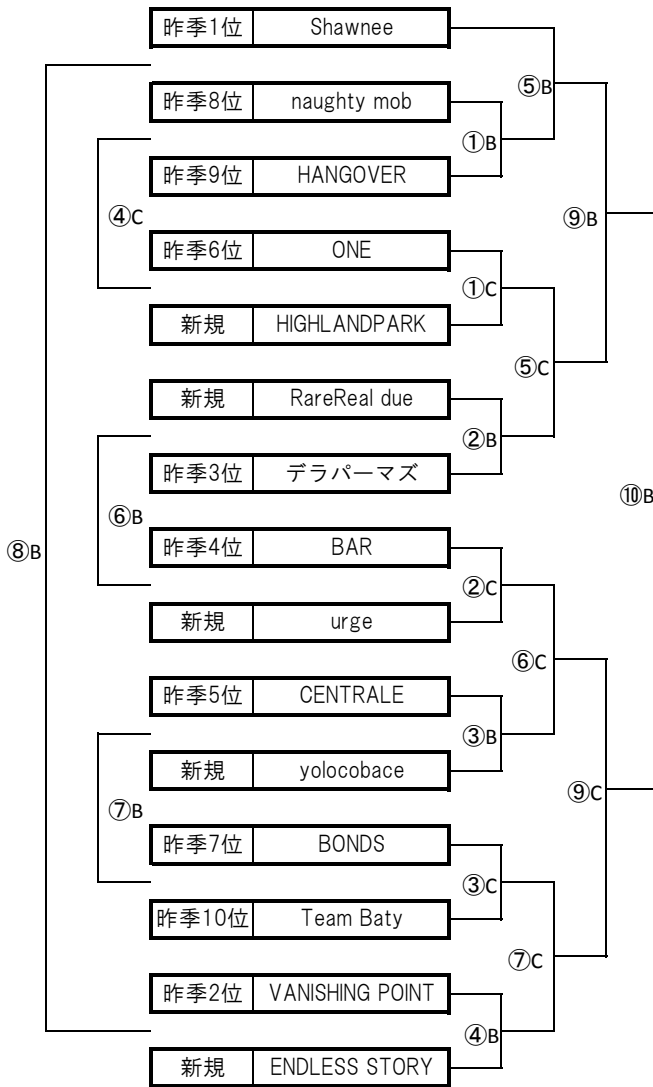 昨季1位 Shawnee
⑤B
昨季8位 naughty mob
①B
昨季9位 HANGOVER
④C
⑨B
昨季6位 ONE
①C
新規 HIGHLANDPARK
⑤C
新規 RareReal due
②B
昨季3位 デラパーマズ
⑩B
⑥B
昨季4位 BAR
⑧B
②C
新規 urge
⑥C
昨季5位 CENTRALE
③B
新規 yolocobace
⑨C
⑦B
昨季7位 BONDS
③C
昨季10位 Team Baty
⑦C
昨季2位 VANISHING POINT
④B
新規 ENDLESS STORY